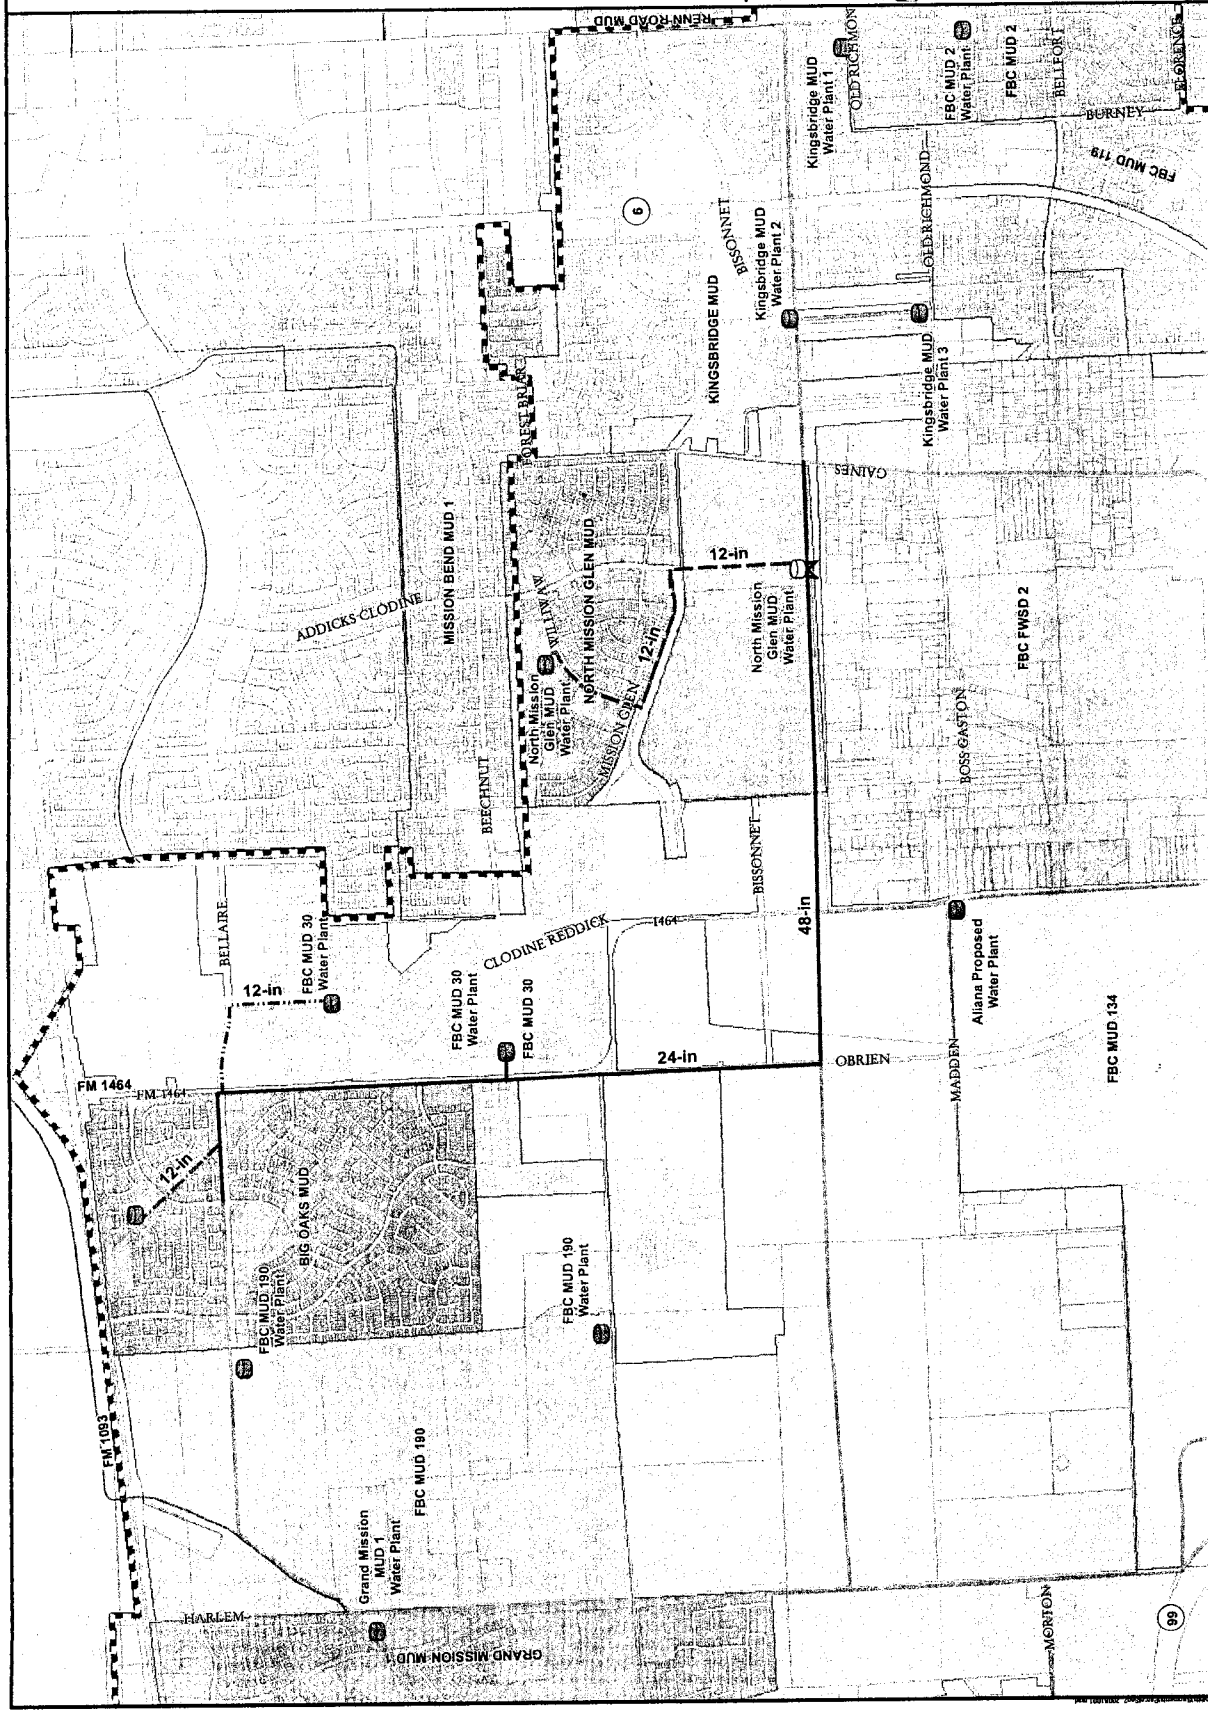 RENN ROAD MUD
Kingsbridge MUD
Water Plant 1
OLD RICHMON
FBC MUD 2
Water Plant
FBC MUD 2
BELLFORT
FLORENCE
BURNEY
FBC MUD 119
6
BISSONNET
Kingsbridge MUD
Water Plant 2
OLD RICHMOND
KINGSBRIDGE MUD
Kingsbridge MUD
Water Plant 3
FOREST BRIAR
GAINES
MISSION BEND MUD 1
ADDICKS CLODINE
WILLIWAW
NORTH MISSION GLEN MUD
12-in
12-in
North Mission
Glen MUD
Water Plant
North Mission
Glen MUD
Water Plant
MISSION GLEN
FBC FWSD 2
BOSS GASTON
BEECHNUT
BISSONNET
48-in
BELLAIRE
FBC MUD 30
Water Plant
12-in
CLODINE REDDICK
1464
FBC MUD 30
Water Plant
FBC MUD 30
24-in
OBRIEN
Aliana Proposed
Water Plant
MADDEN
FBC MUD 134
FM 1464
FM 1464
12-in
BIG OAKS MUD
FBC MUD 190
Water Plant
FBC MUD 190
Water Plant
FM 1093
FBC MUD 190
Grand Mission
MUD 1
Water Plant
HARLEM
GRAND MISSION MUD 1
MORTON
99